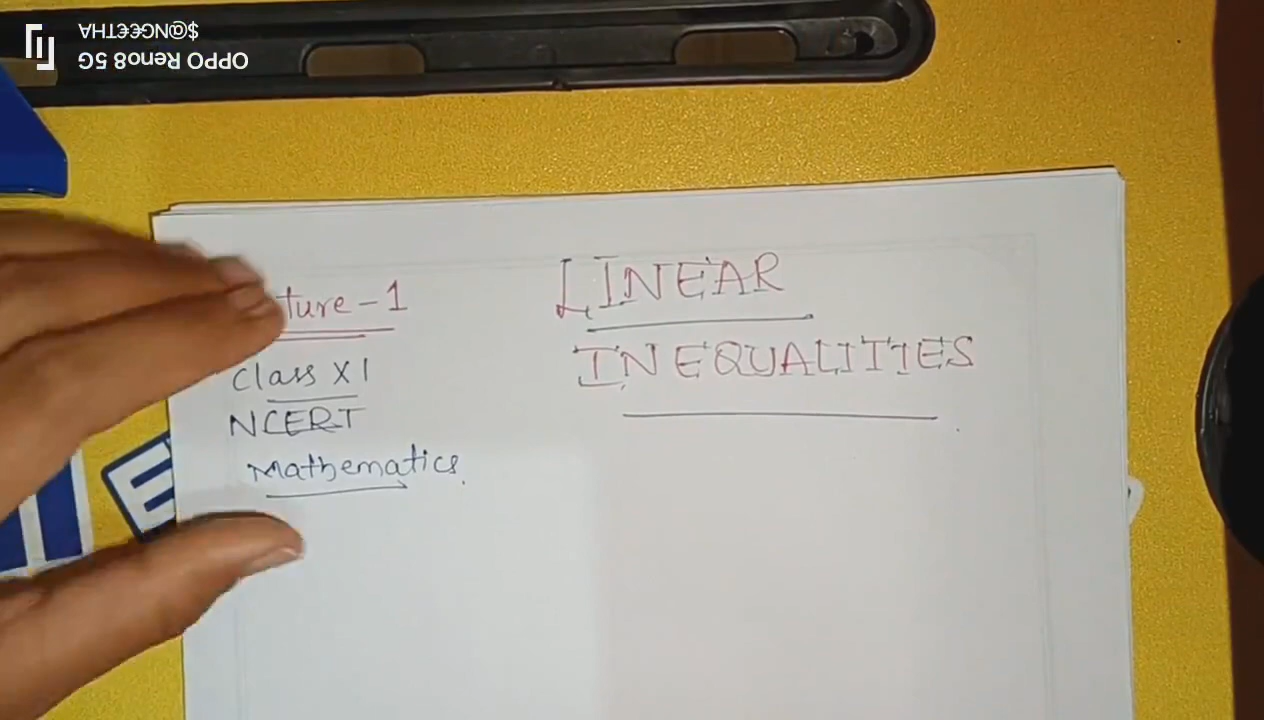 OPPO Reno8 5G
$@NGEETHA
LINEAR
INEQUALITIES
ture-1
Class XI
NCERT
Mathematics.